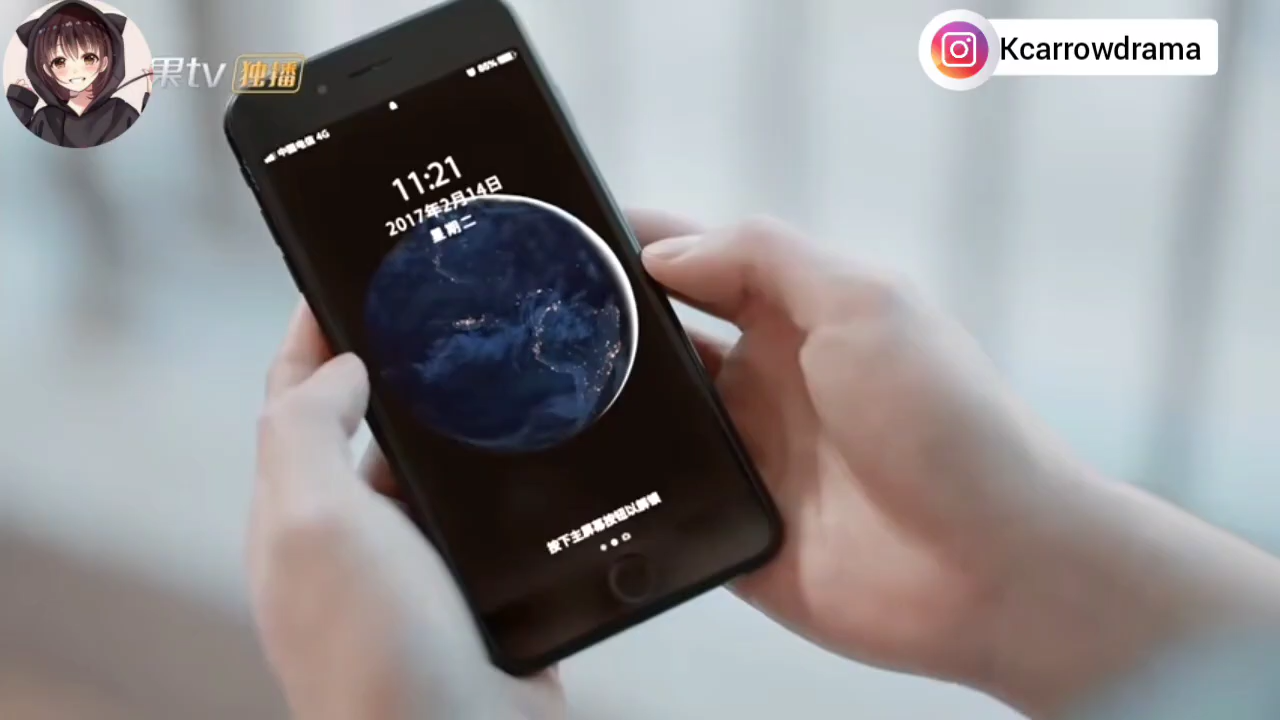 果tv 独播
Kcarrowdrama
中国电信 4G
80%
11:21
2017年2月14日
星期二
按下主屏幕按钮以解锁